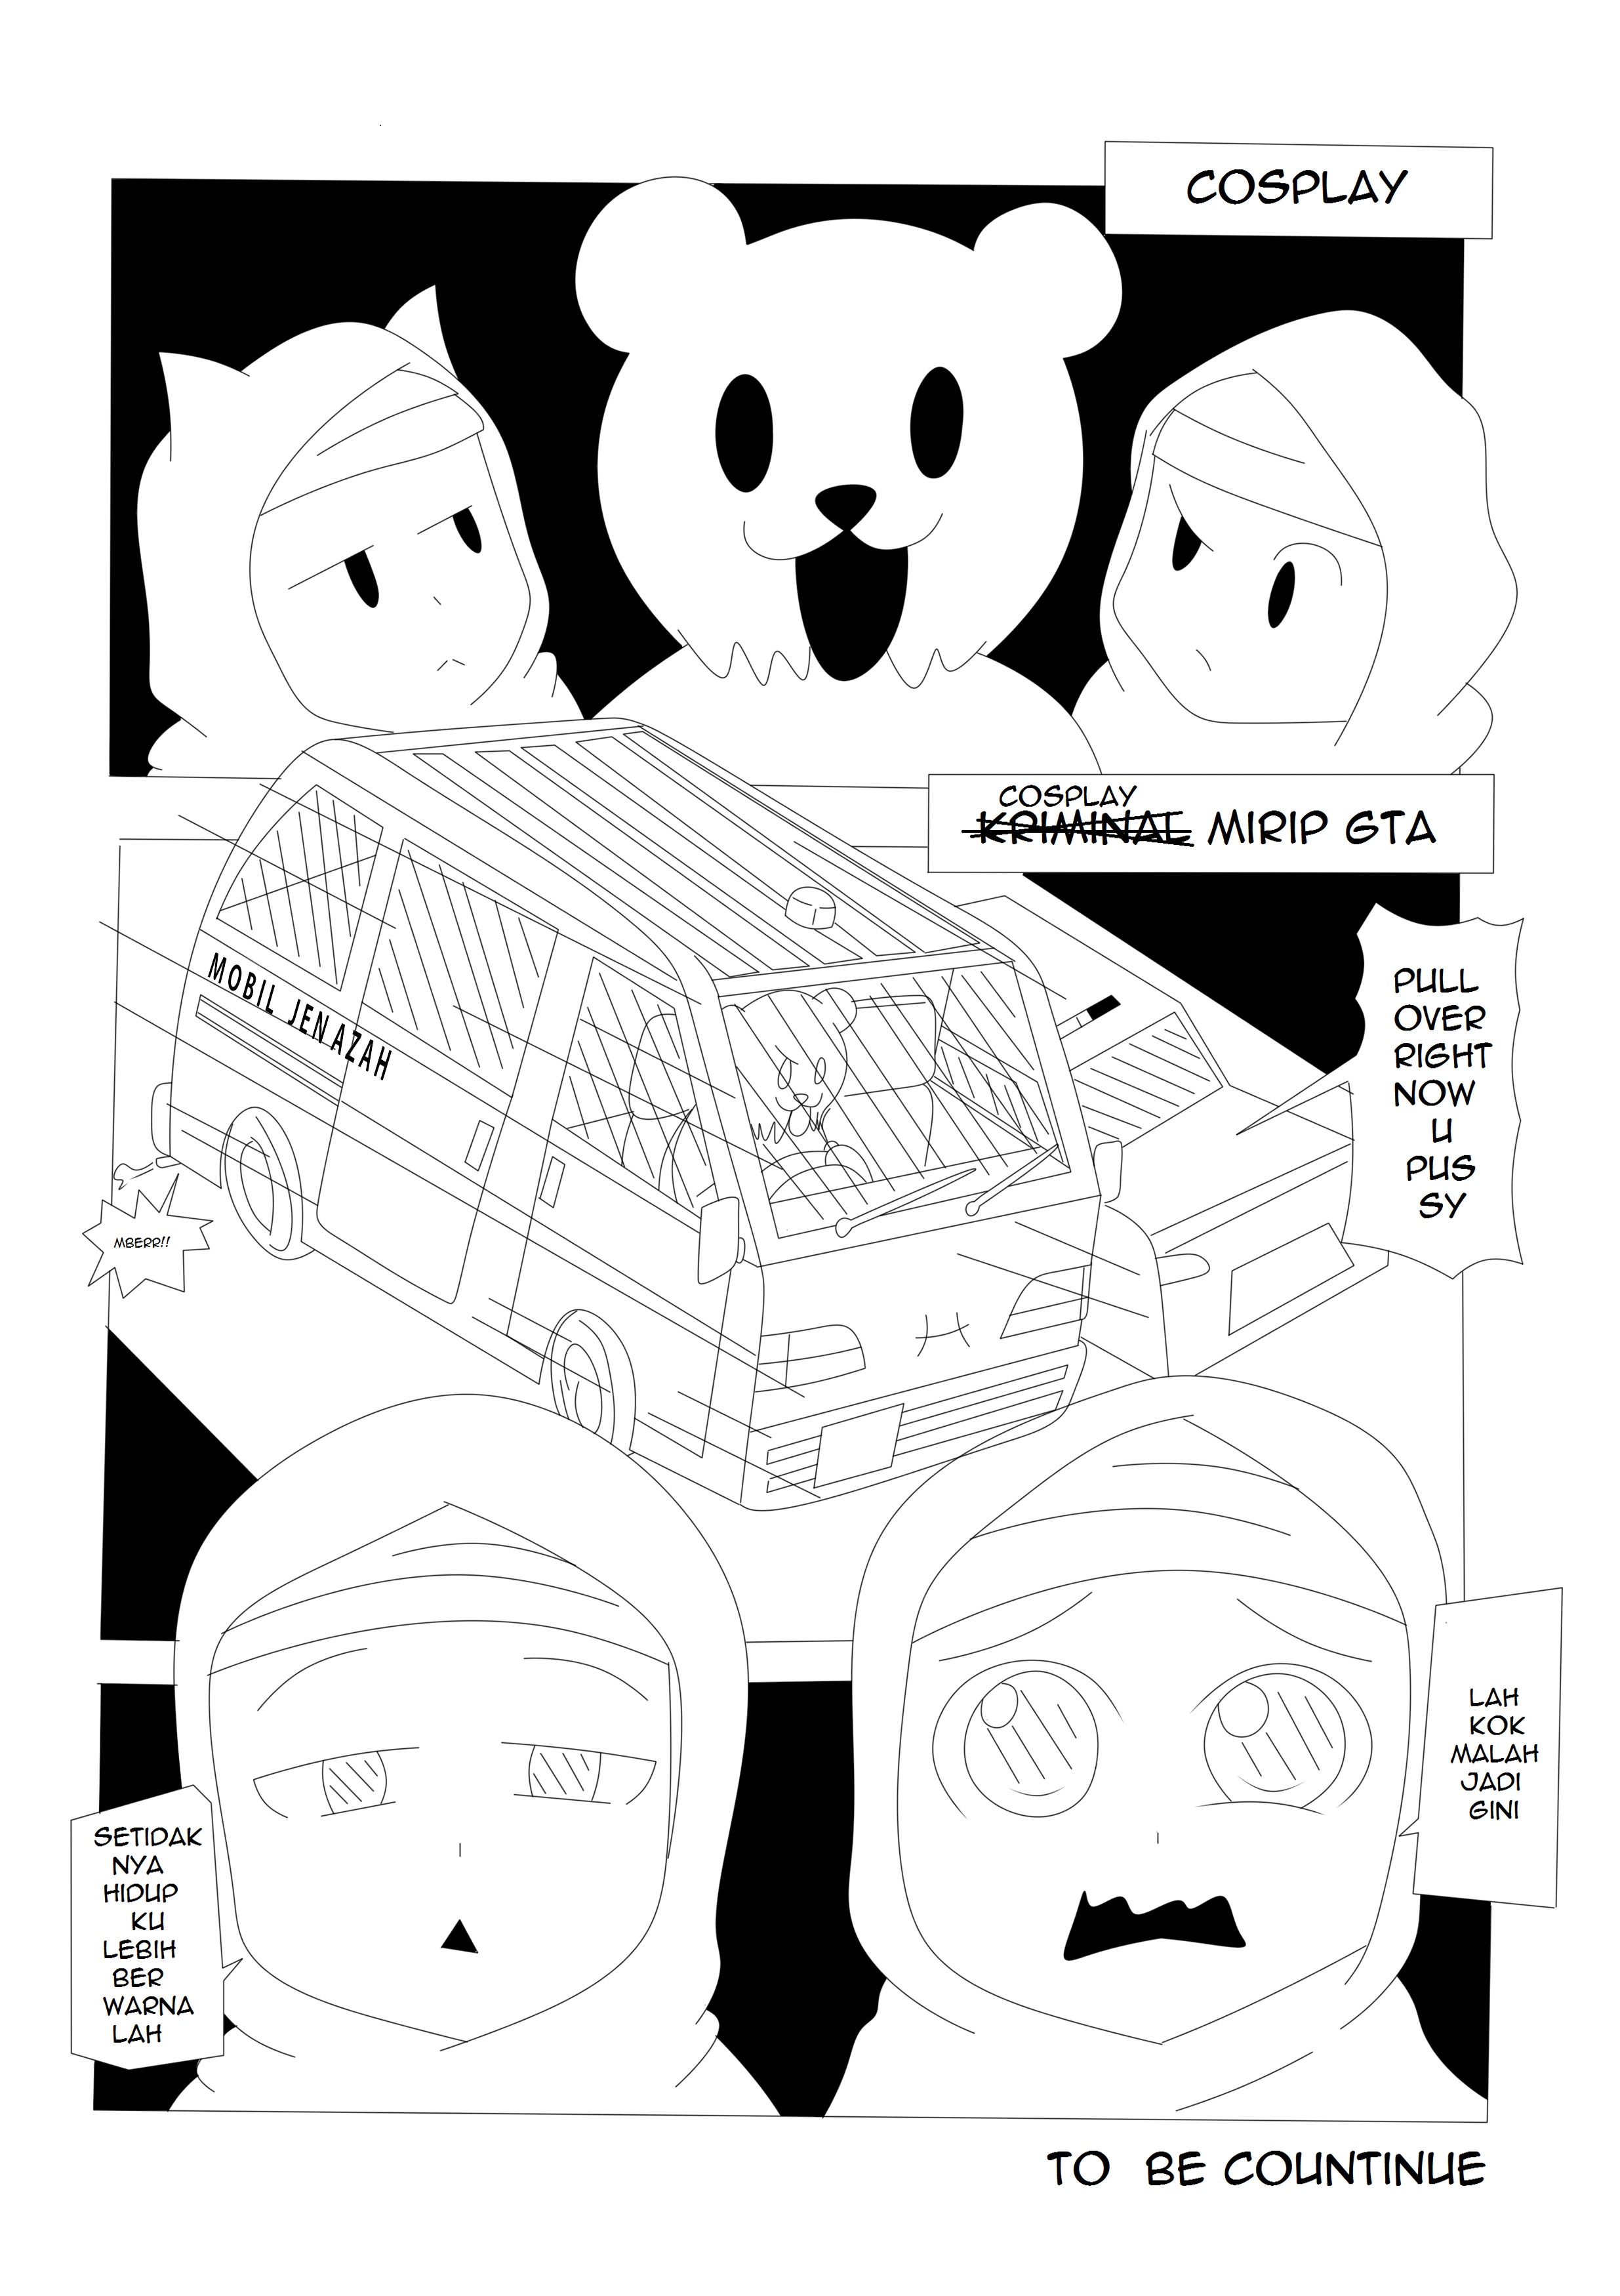 COSPLAY
COSPLAY
KRIMINAL MIRIP GTA
PULL
OVER
RIGHT
NOW
U
PUS
SY
MOBIL JENAZAH
MBERR!!
LAH
KOK
MALAH
JADI
GINI
SETIDAK
NYA
HIDUP
KU
LEBIH
BER
WARNA
LAH
TO BE COUNTINUE